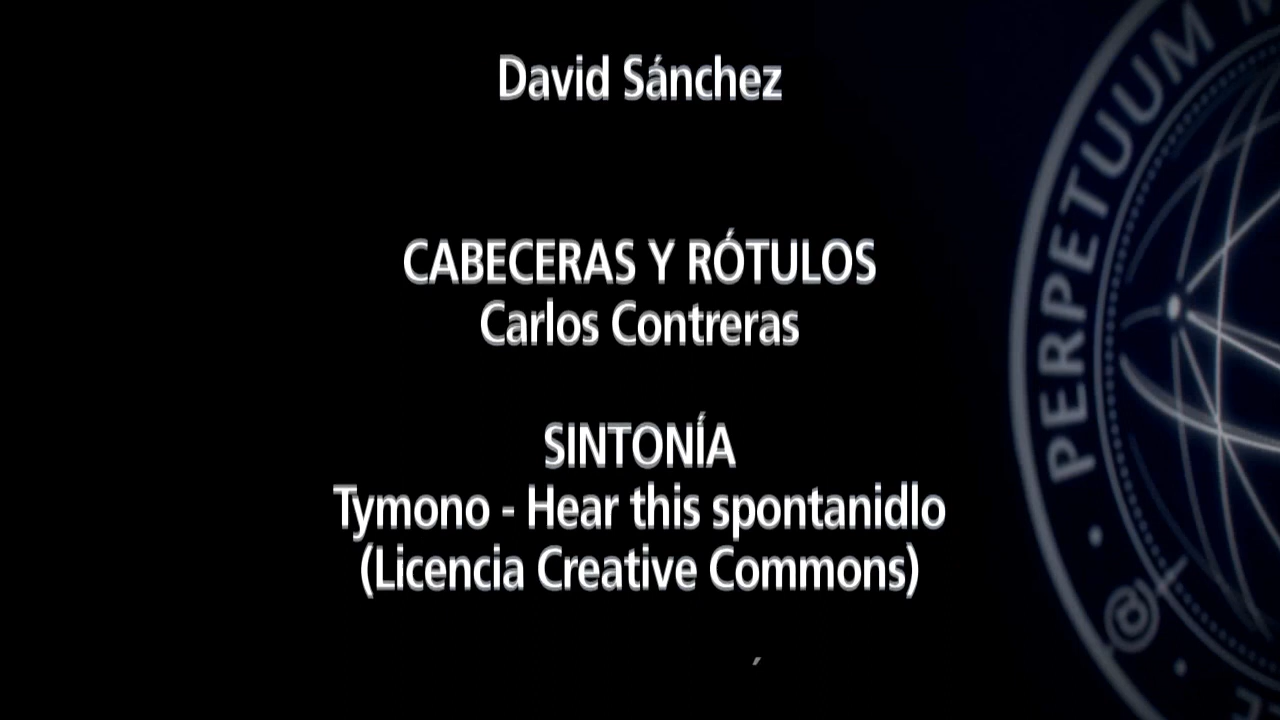 David Sánchez
CABECERAS Y RÓTULOS
Carlos Contreras
SINTONÍA
Tymono - Hear this spontanidlo
(Licencia Creative Commons)
PERPETUUM
@